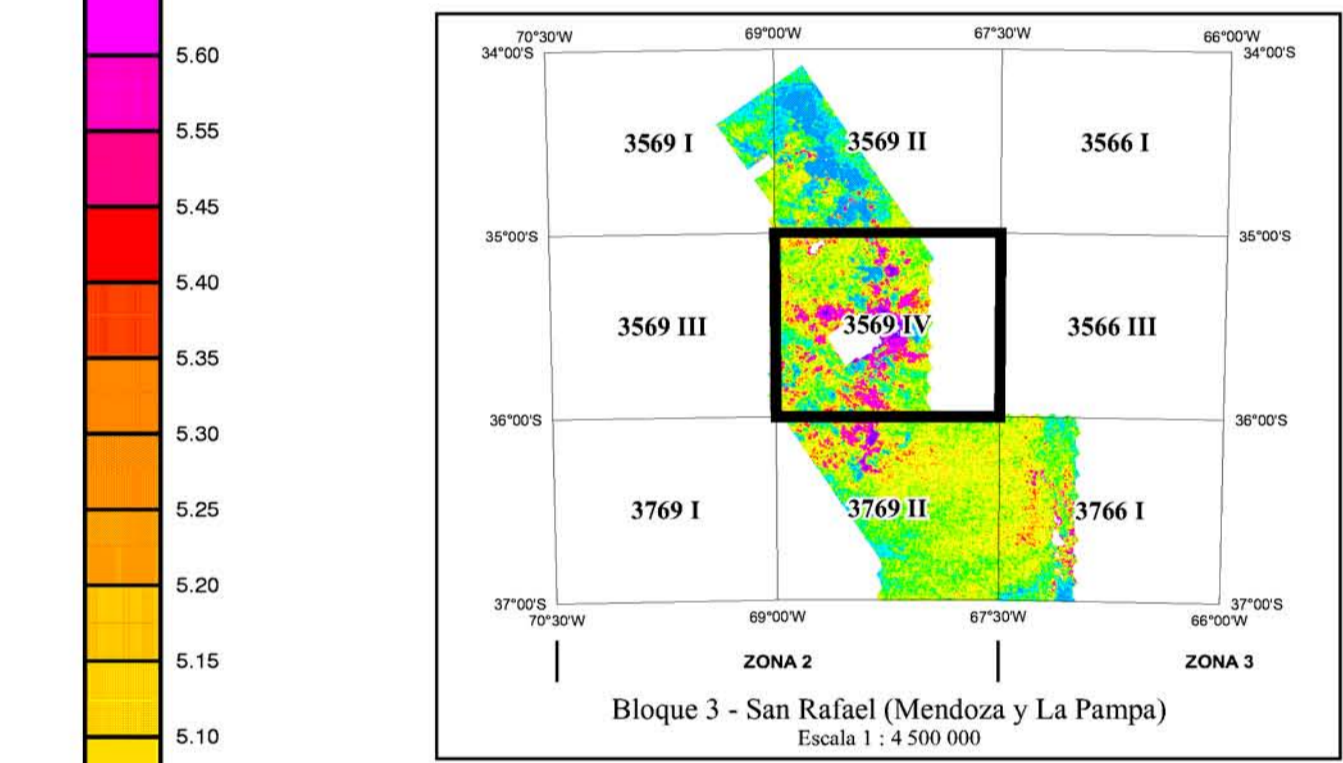 5.60
5.55
5.45
5.40
5.35
5.30
5.25
5.20
5.15
5.10
70°30'W 69°00'W 67°30'W 66°00'W
34°00'S 34°00'S
3569 I 3569 II 3566 I
35°00'S 35°00'S
3569 III 3569 IV 3566 III
36°00'S 36°00'S
3769 I 3769 II 3766 I
37°00'S 37°00'S
70°30'W 69°00'W 67°30'W 66°00'W
ZONA 2 ZONA 3
Bloque 3 - San Rafael (Mendoza y La Pampa)
Escala 1 : 4 500 000